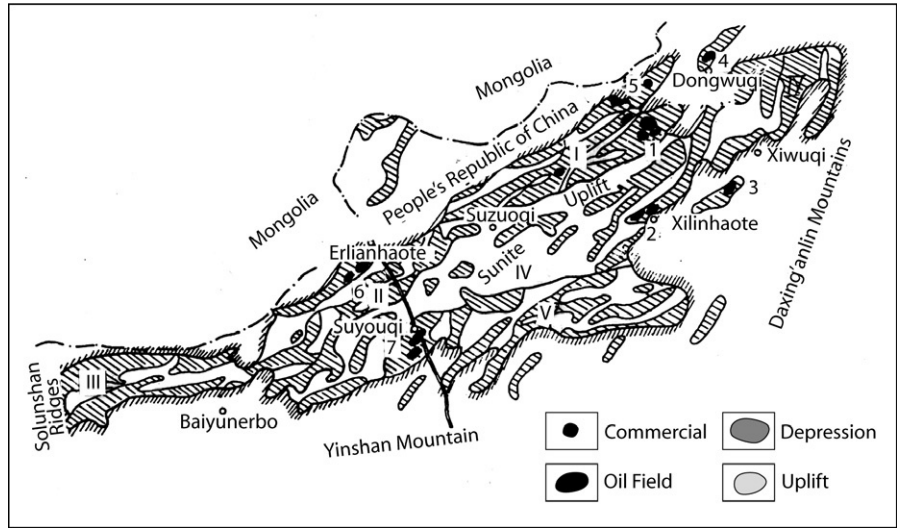 4
Mongolia
5
Dongwuqi
IV
People's Republic of China
1
Xiwuqi
I
3
Uplift
Mongolia
Suzuoqi
Xilinhaote
2
Erlianhaote
Sunite
IV
Daxing'anlin Mountains
6
II
V
Suyouqi
7
III
Solunshan
Ridges
Baiyunerbo
Yinshan Mountain
Commercial
Depression
Oil Field
Uplift